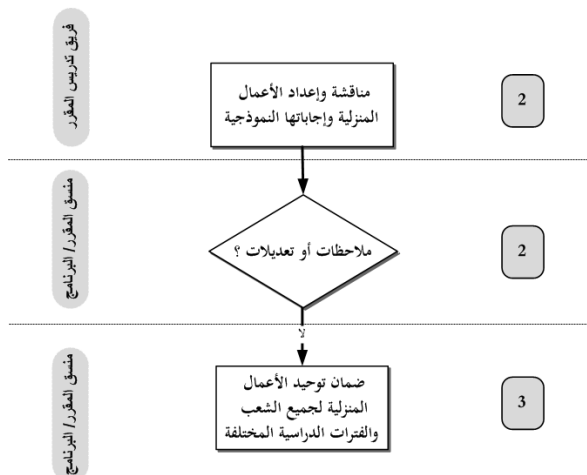 فريق تدريس المقرر
مناقشة وإعداد الأعمال
المنزلية وإجاباتها النموذجية
2
منسق المقرر/ البرنامج
ملاحظات أو تعديلات ؟
2
لا
منسق المقرر/ البرنامج
ضمان توحيد الأعمال
المنزلية لجميع الشعب
والفترات الدراسية المختلفة
3